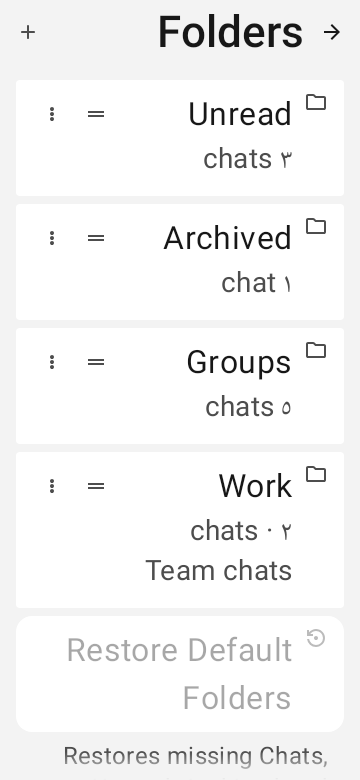 Folders
Unread
٣ chats
Archived
١ chat
Groups
٥ chats
Work
٢ chats ·
Team chats
Restore Default
Folders
Restores missing Chats,